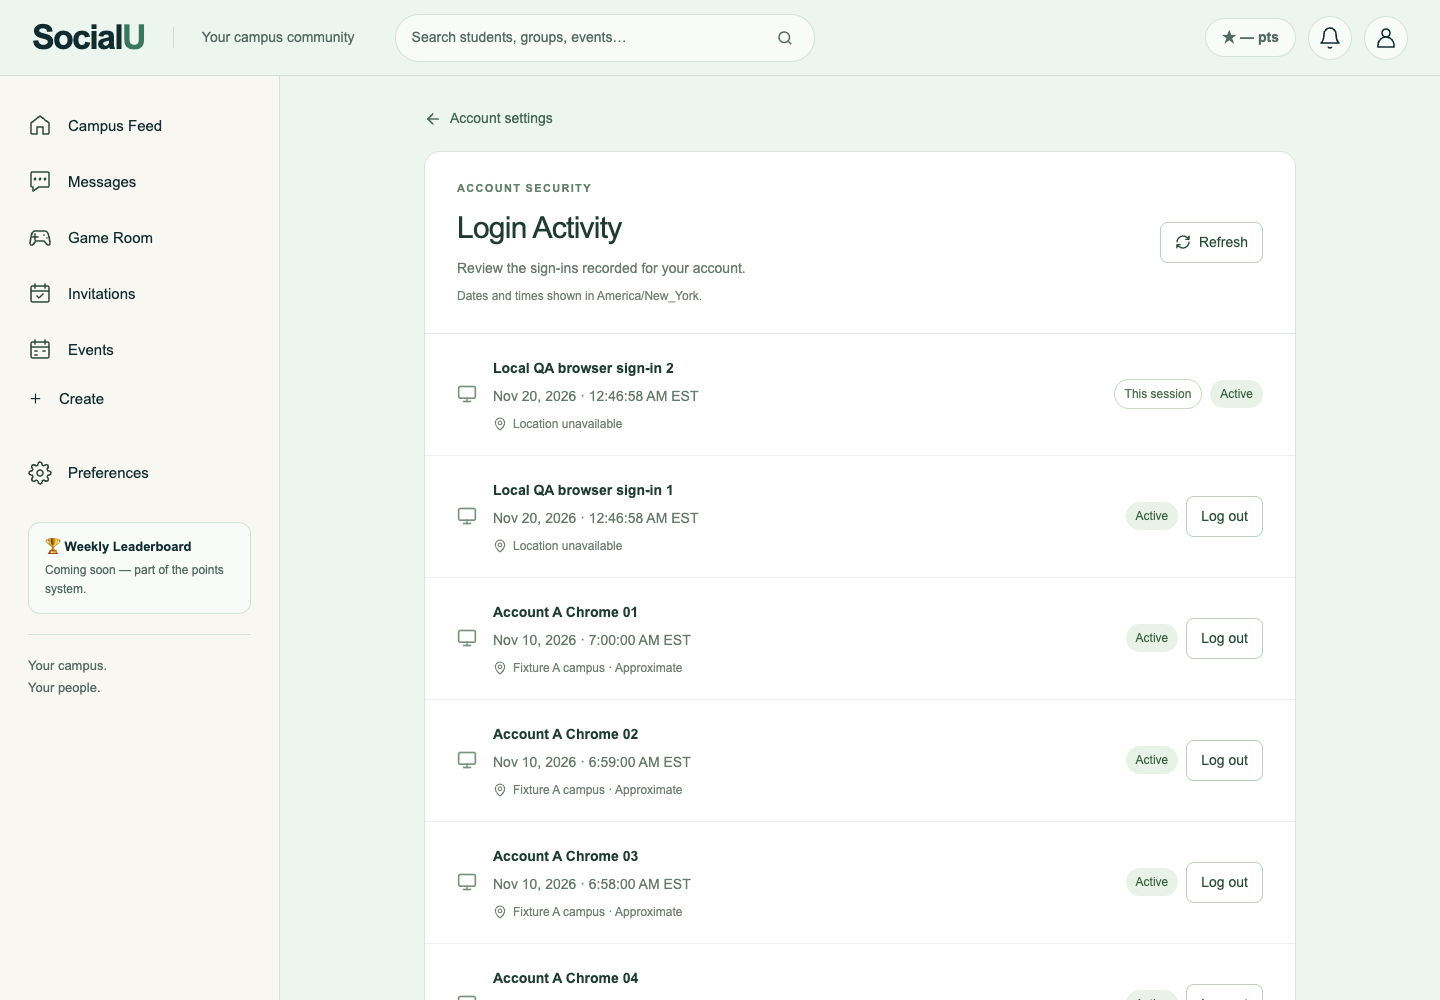 SocialU
Your campus community
Search students, groups, events…
★ — pts
Campus Feed
Messages
Game Room
Invitations
Events
+ Create
Preferences
🏆 Weekly Leaderboard
Coming soon — part of the points
system.
Your campus.
Your people.
← Account settings
ACCOUNT SECURITY
Login Activity
Review the sign-ins recorded for your account.
Dates and times shown in America/New_York.
Refresh
Local QA browser sign-in 2
Nov 20, 2026 · 12:46:58 AM EST
Location unavailable
This session
Active
Local QA browser sign-in 1
Nov 20, 2026 · 12:46:58 AM EST
Location unavailable
Active
Log out
Account A Chrome 01
Nov 10, 2026 · 7:00:00 AM EST
Fixture A campus · Approximate
Active
Log out
Account A Chrome 02
Nov 10, 2026 · 6:59:00 AM EST
Fixture A campus · Approximate
Active
Log out
Account A Chrome 03
Nov 10, 2026 · 6:58:00 AM EST
Fixture A campus · Approximate
Active
Log out
Account A Chrome 04